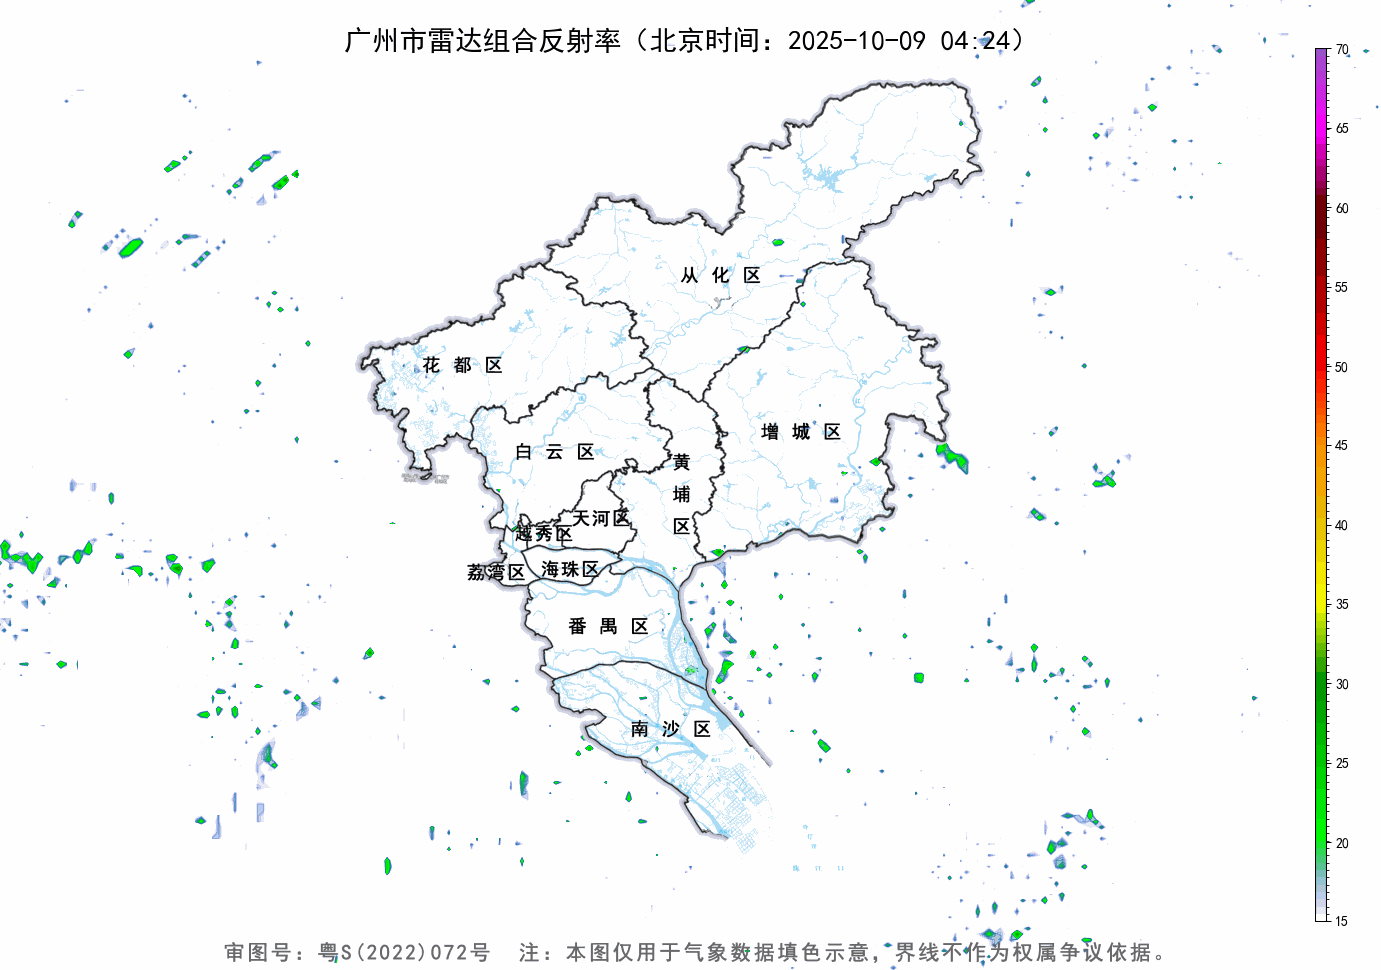 广州市雷达组合反射率（北京时间：2025-10-09 04:24）
70
65
60
55
50
45
40
35
30
25
20
15
从化区
花都区
增城区
白云区
黄埔区
天河区
越秀区
荔湾区
海珠区
番禺区
南沙区
审图号：粤S(2022)072号 注：本图仅用于气象数据填色示意，界线不作为权属争议依据。